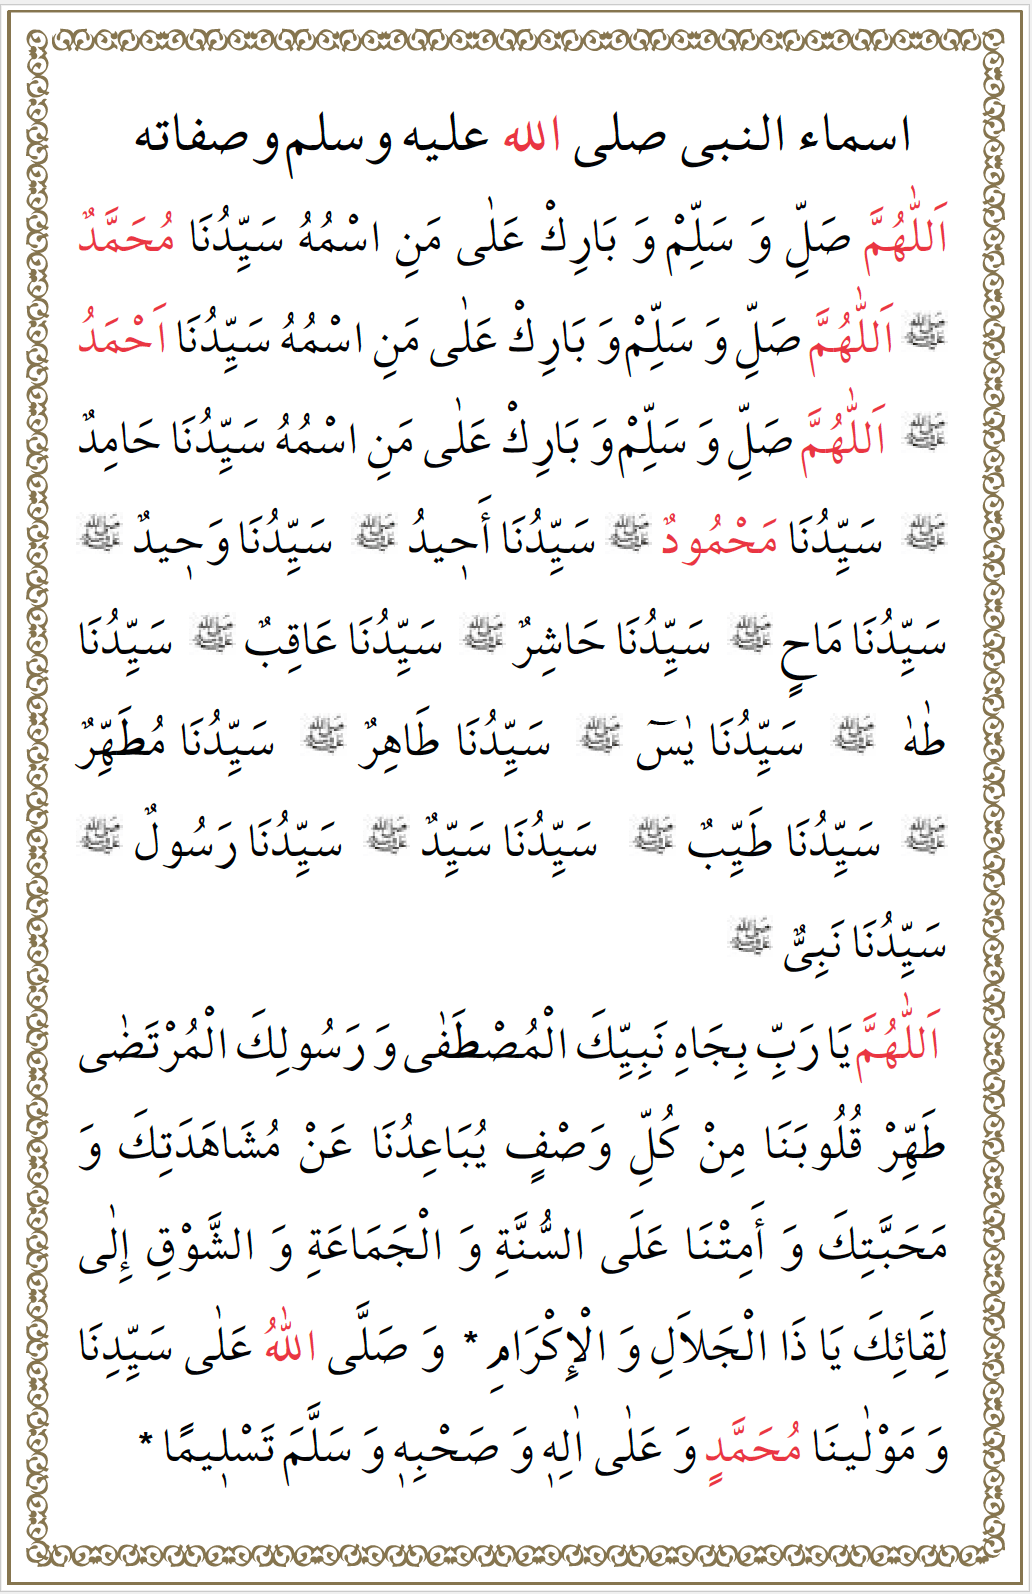 اسماء النبى صلى الله عليه و سلم و صفاته
اَللّٰهُمَّ صَلِّ وَ سَلِّمْ وَ بَارِكْ عَلٰى مَنِ اسْمُهُ سَيِّدُنَا مُحَمَّدٌ
ﷺ اَللّٰهُمَّ صَلِّ وَ سَلِّمْ وَ بَارِكْ عَلٰى مَنِ اسْمُهُ سَيِّدُنَا اَحْمَدُ
ﷺ اَللّٰهُمَّ صَلِّ وَ سَلِّمْ وَ بَارِكْ عَلٰى مَنِ اسْمُهُ سَيِّدُنَا حَامِدٌ
ﷺ سَيِّدُنَا مَحْمُودٌ ﷺ سَيِّدُنَا أَحٖيدُ ﷺ سَيِّدُنَا وَحٖيدٌ ﷺ
سَيِّدُنَا مَاحٍ ﷺ سَيِّدُنَا حَاشِرٌ ﷺ سَيِّدُنَا عَاقِبٌ ﷺ سَيِّدُنَا
طٰهٰ ﷺ سَيِّدُنَا يٰسٓ ﷺ سَيِّدُنَا طَاهِرٌ ﷺ سَيِّدُنَا مُطَهِّرٌ
ﷺ سَيِّدُنَا طَيِّبٌ ﷺ سَيِّدُنَا سَيِّدٌ ﷺ سَيِّدُنَا رَسُولٌ ﷺ
سَيِّدُنَا نَبِىٌّ ﷺ
اَللّٰهُمَّ يَا رَبِّ بِجَاهِ نَبِيِّكَ الْمُصْطَفٰى وَ رَسُولِكَ الْمُرْتَضٰى
طَهِّرْ قُلُوبَنَا مِنْ كُلِّ وَصْفٍ يُبَاعِدُنَا عَنْ مُشَاهَدَتِكَ وَ
مَحَبَّتِكَ وَ أَمِتْنَا عَلَى السُّنَّةِ وَ الْجَمَاعَةِ وَ الشَّوْقِ إِلٰى
لِقَائِكَ يَا ذَا الْجَلاَلِ وَ الْإِكْرَامِ * وَ صَلَّى اللّٰهُ عَلٰى سَيِّدِنَا
وَ مَوْلٰينَا مُحَمَّدٍ وَ عَلٰى اٰلِهٖ وَ صَحْبِهٖ وَ سَلَّمَ تَسْلٖيمًا *